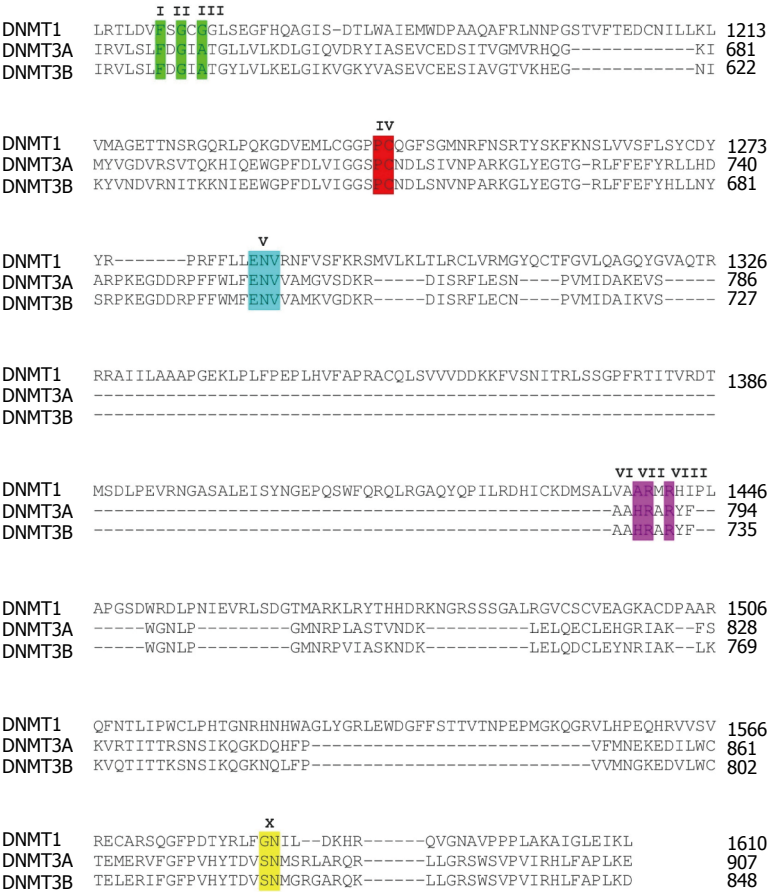 I II III
DNMT1 LRTLDVFSGCGGLSEGFHQAGIS-DTLWAIEMWDPAAQAFRLNNPGSTVFTEDCNILLKL 1213
DNMT3A IRVLSLFDGIATGLLVLKDLGIQVDRYIASEVCEDSITVGMVRHQG------------KI 681
DNMT3B IRVLSLFDGIATGYLVLKELGIKVGKYVASEVCEESIAVGTVKHEG------------NI 622
IV
DNMT1 VMAGETTNSRGQRLPQKGDVEMLCGGPPCQGFSGMNRFNSRTYSKFKNSLVVSFLSYCDY 1273
DNMT3A MYVGDVRSVTQKHIQEWGPFDLVIGGSPCNDLSIVNPARKGLYEGTG-RLFFEFYRLLHD 740
DNMT3B KYVNDVRNITKKNIEEWGPFDLVIGGSPCNDLSNVNPARKGLYEGTG-RLFFEFYHLLNY 681
V
DNMT1 YR-------PRFFLLENVRNFVSFKRSMVLKLTLRCLVRMGYQCTFGVLQAGQYGVAQTR 1326
DNMT3A ARPKEGDDRPFFWLFENVVAMGVSDKR-----DISRFLESN----PVMIDAKEVS----- 786
DNMT3B SRPKEGDDRPFFWMFENVVAMKVGDKR-----DISRFLECN----PVMIDAIKVS----- 727
DNMT1 RRAIILAAAPGEKLPLFPEPLHVFAPRACQLSVVVDDKKFVSNITRLSSGPFRTITVRDT 1386
DNMT3A ------------------------------------------------------------
DNMT3B ------------------------------------------------------------
VI VII VIII
DNMT1 MSDLPEVRNGASALEISYNGEPQSWFQRQLRGAQYQPILRDHICKDMSALVAARMRHIPL 1446
DNMT3A --------------------------------------------------AAHRARYF-- 794
DNMT3B --------------------------------------------------AAHRARYF-- 735
DNMT1 APGSDWRDLPNIEVRLSDGTMARKLRYTHHDRKNGRSSSGALRGVCSCVEAGKACDPAAR 1506
DNMT3A -----WGNLP---------GMNRPLASTVNDK----------LELQECLEHGRIAK--FS 828
DNMT3B -----WGNLP---------GMNRPVIASKNDK----------LELQDCLEYNRIAK--LK 769
DNMT1 QFNTLIPWCLPHTGNRHNHWAGLYGRLEWDGFFSTTVTNPEPMGKQGRVLHPEQHRVVSV 1566
DNMT3A KVRTITTRSNSIKQGKDQHFP---------------------------VFMNEKEDILWC 861
DNMT3B KVQTITTKSNSIKQGKNQLFP---------------------------VVMNGKEDVLWC 802
X
DNMT1 RECARSQGFPDTYRLFGNIL--DKHR------QVGNAVPPPLAKAIGLEIKL 1610
DNMT3A TEMERVFGFPVHYTDVSNMSRLARQR------LLGRSWSVPVIRHLFAPLKE 907
DNMT3B TELERIFGFPVHYTDVSNMGRGARQK------LLGRSWSVPVIRHLFAPLKD 848